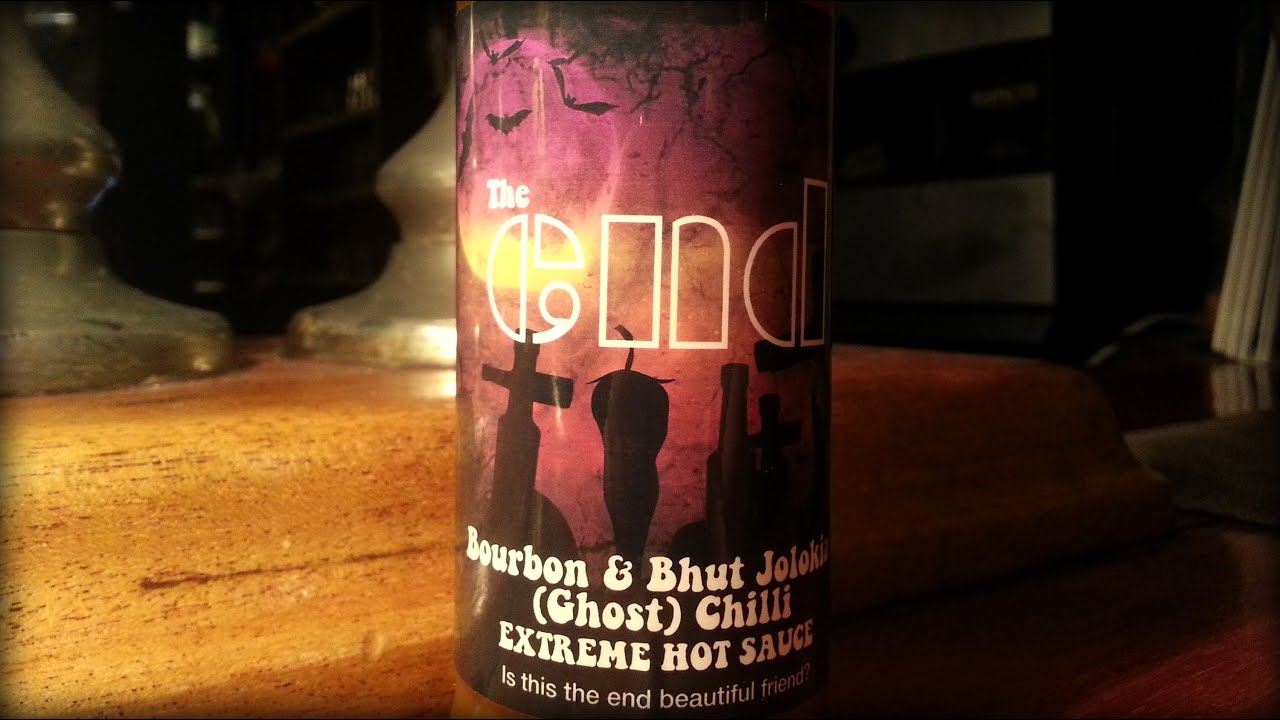 The
end
Bourbon & Bhut Jolokia
(Ghost) Chilli
EXTREME HOT SAUCE
Is this the end beautiful friend?